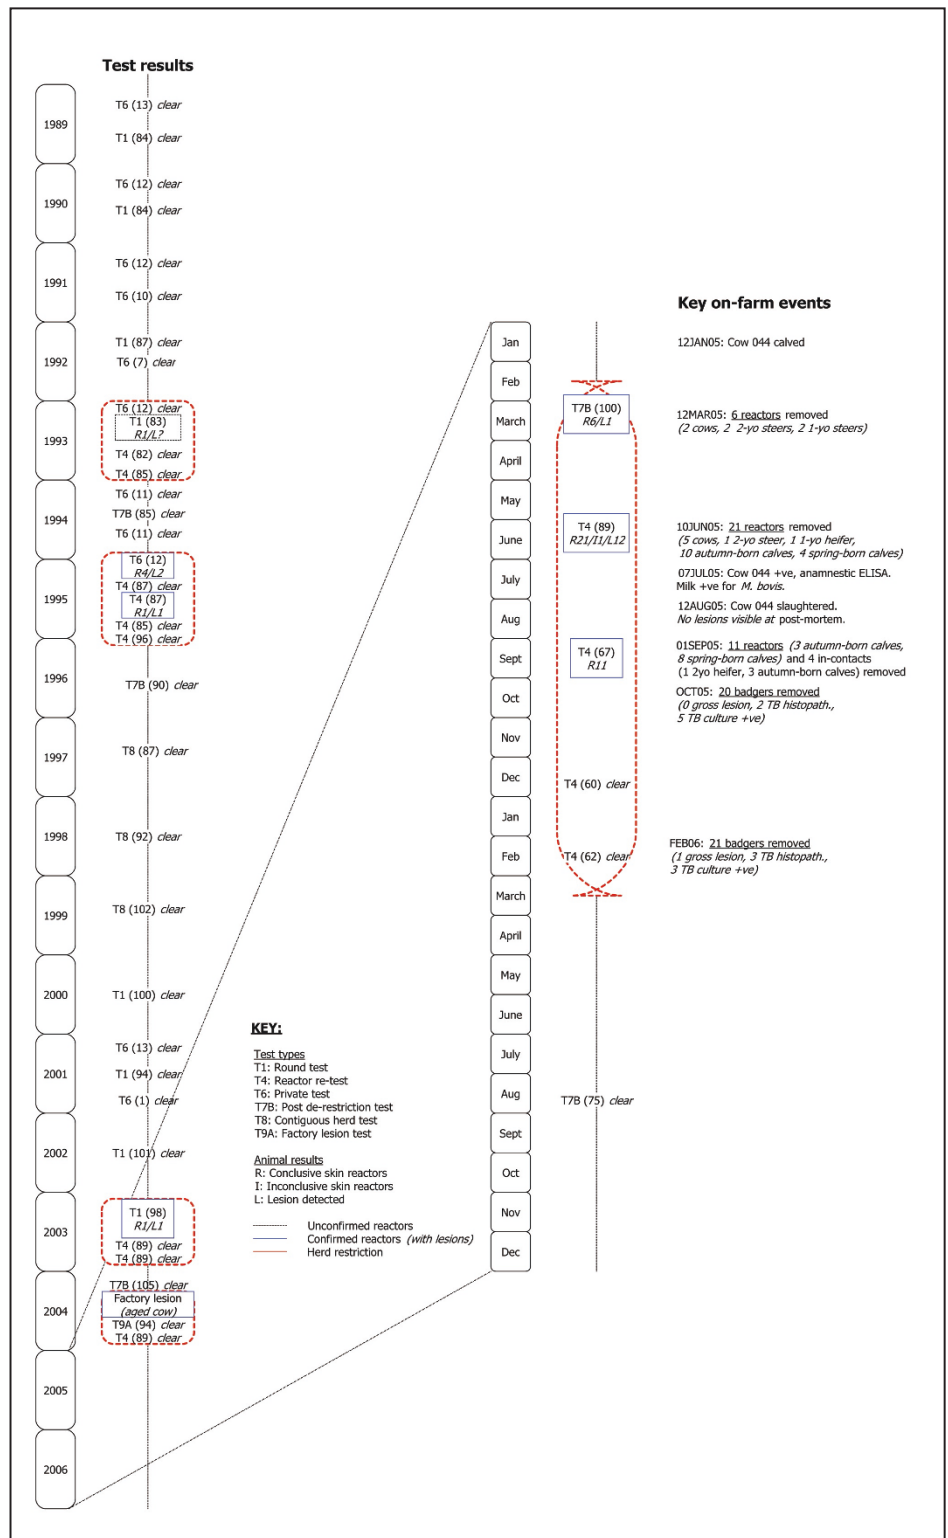 Test results
1989
T6 (13) clear
T1 (84) clear
1990
T6 (12) clear
T1 (84) clear
1991
T6 (12) clear
T6 (10) clear
1992
T1 (87) clear
T6 (7) clear
1993
T6 (12) clear
T1 (83)
R1/L?
T4 (82) clear
T4 (85) clear
1994
T6 (11) clear
T7B (85) clear
T6 (11) clear
1995
T6 (12)
R4/L2
T4 (87) clear
T4 (87)
R1/L1
T4 (85) clear
T4 (96) clear
1996
T7B (90) clear
1997
T8 (87) clear
1998
T8 (92) clear
1999
T8 (102) clear
2000
T1 (100) clear
2001
T6 (13) clear
T1 (94) clear
T6 (1) clear
2002
T1 (101) clear
2003
T1 (98)
R1/L1
T4 (89) clear
T4 (89) clear
2004
T7B (105) clear
Factory lesion
(aged cow)
T9A (94) clear
T4 (89) clear
2005
2006
KEY:
Test types
T1: Round test
T4: Reactor re-test
T6: Private test
T7B: Post de-restriction test
T8: Contiguous herd test
T9A: Factory lesion test
Animal results
R: Conclusive skin reactors
I: Inconclusive skin reactors
L: Lesion detected
Unconfirmed reactors
Confirmed reactors (with lesions)
Herd restriction
Jan
Feb
March
April
May
June
July
Aug
Sept
Oct
Nov
Dec
Jan
Feb
March
April
May
June
July
Aug
Sept
Oct
Nov
Dec
T7B (100)
R6/L1
T4 (89)
R21/I1/L12
T4 (67)
R11
T4 (60) clear
T4 (62) clear
T7B (75) clear
Key on-farm events
12JAN05: Cow 044 calved
12MAR05: 6 reactors removed
(2 cows, 2 2-yo steers, 2 1-yo steers)
10JUN05: 21 reactors removed
(5 cows, 1 2-yo steer, 1 1-yo heifer,
10 autumn-born calves, 4 spring-born calves)
07JUL05: Cow 044 +ve, anamnestic ELISA.
Milk +ve for M. bovis.
12AUG05: Cow 044 slaughtered.
No lesions visible at post-mortem.
01SEP05: 11 reactors (3 autumn-born calves,
8 spring-born calves) and 4 in-contacts
(1 2yo heifer, 3 autumn-born calves) removed
OCT05: 20 badgers removed
(0 gross lesion, 2 TB histopath.,
5 TB culture +ve)
FEB06: 21 badgers removed
(1 gross lesion, 3 TB histopath.,
3 TB culture +ve)